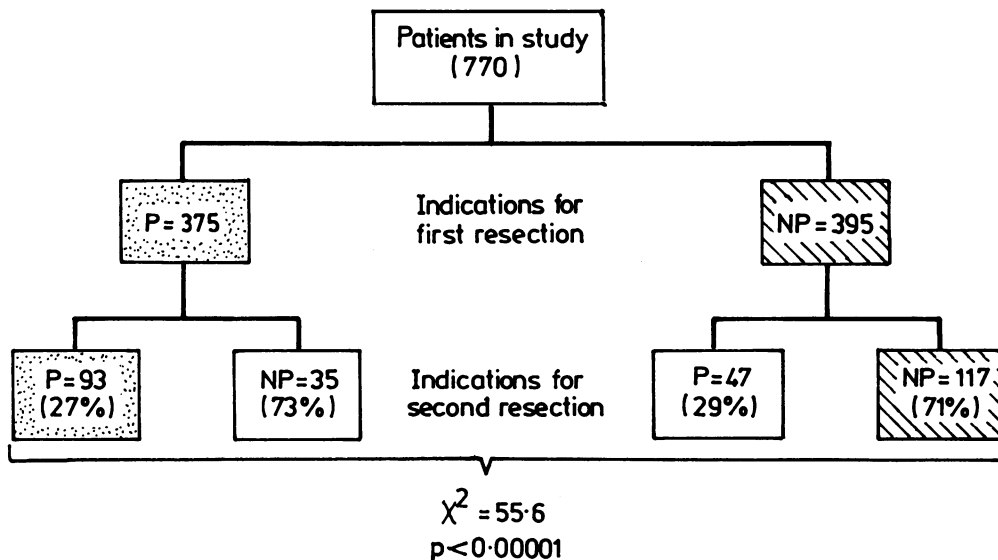 Patients in study
(770)
P=375
Indications for
first resection
NP=395
P=93
(27%)
NP=35
(73%)
Indications for
second resection
P=47
(29%)
NP=117
(71%)
χ² = 55·6
p<0·00001